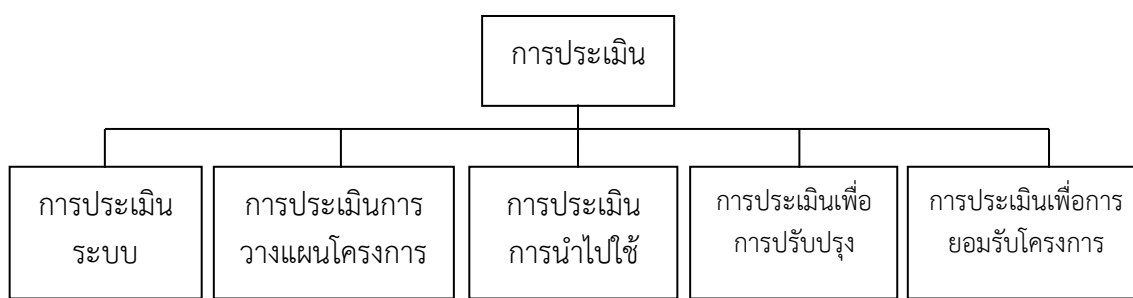 การประเมิน
การประเมิน
ระบบ
การประเมินการ
วางแผนโครงการ
การประเมิน
การนำไปใช้
การประเมินเพื่อ
การปรับปรุง
การประเมินเพื่อการ
ยอมรับโครงการ